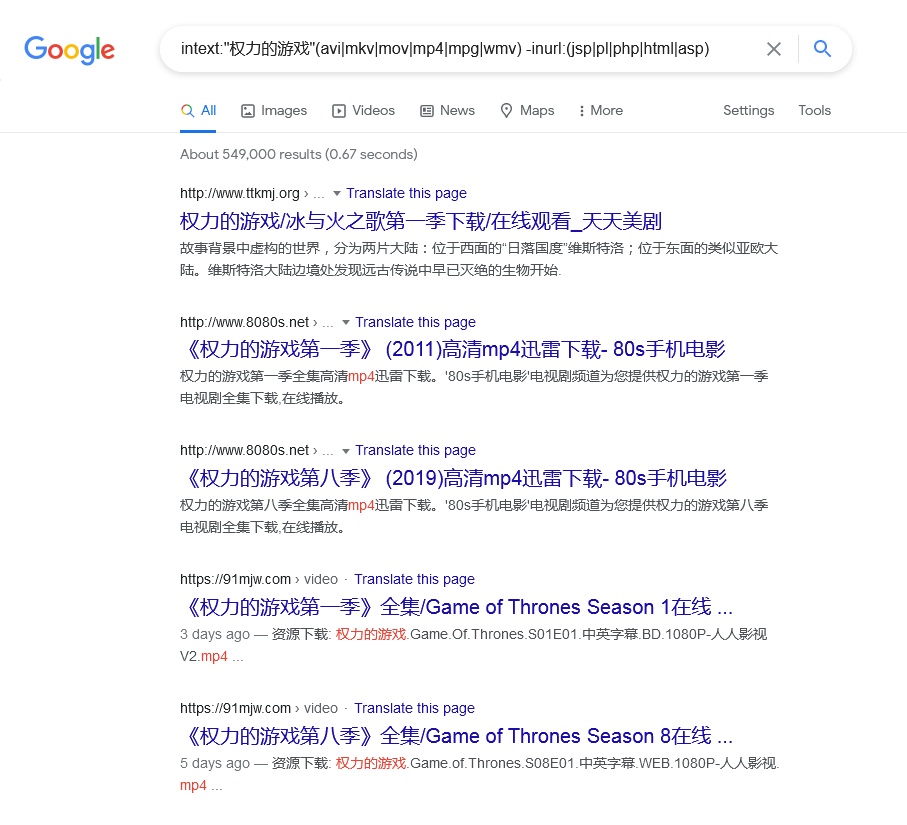 Google
intext:"权力的游戏"(avi|mkv|mov|mp4|mpg|wmv) -inurl:(jsp|pl|php|html|asp)
All Images Videos News Maps More Settings Tools
About 549,000 results (0.67 seconds)
http://www.ttkmj.org › ... Translate this page
权力的游戏/冰与火之歌第一季下载/在线观看_天天美剧
故事背景中虚构的世界，分为两片大陆：位于西面的“日落国度”维斯特洛；位于东面的类似亚欧大
陆。维斯特洛大陆边境处发现远古传说中早已灭绝的生物开始.
http://www.8080s.net › ... Translate this page
《权力的游戏第一季》 (2011)高清mp4迅雷下载- 80s手机电影
权力的游戏第一季全集高清mp4迅雷下载。'80s手机电影'电视剧频道为您提供权力的游戏第一季
电视剧全集下载,在线播放。
http://www.8080s.net › ... Translate this page
《权力的游戏第八季》 (2019)高清mp4迅雷下载- 80s手机电影
权力的游戏第八季全集高清mp4迅雷下载。'80s手机电影'电视剧频道为您提供权力的游戏第八季
电视剧全集下载,在线播放。
https://91mjw.com › video · Translate this page
《权力的游戏第一季》全集/Game of Thrones Season 1在线 ...
3 days ago — 资源下载: 权力的游戏.Game.Of.Thrones.S01E01.中英字幕.BD.1080P-人人影视
V2.mp4 ...
https://91mjw.com › video · Translate this page
《权力的游戏第八季》全集/Game of Thrones Season 8在线 ...
5 days ago — 资源下载: 权力的游戏.Game.of.Thrones.S08E01.中英字幕.WEB.1080P-人人影视.
mp4 ...